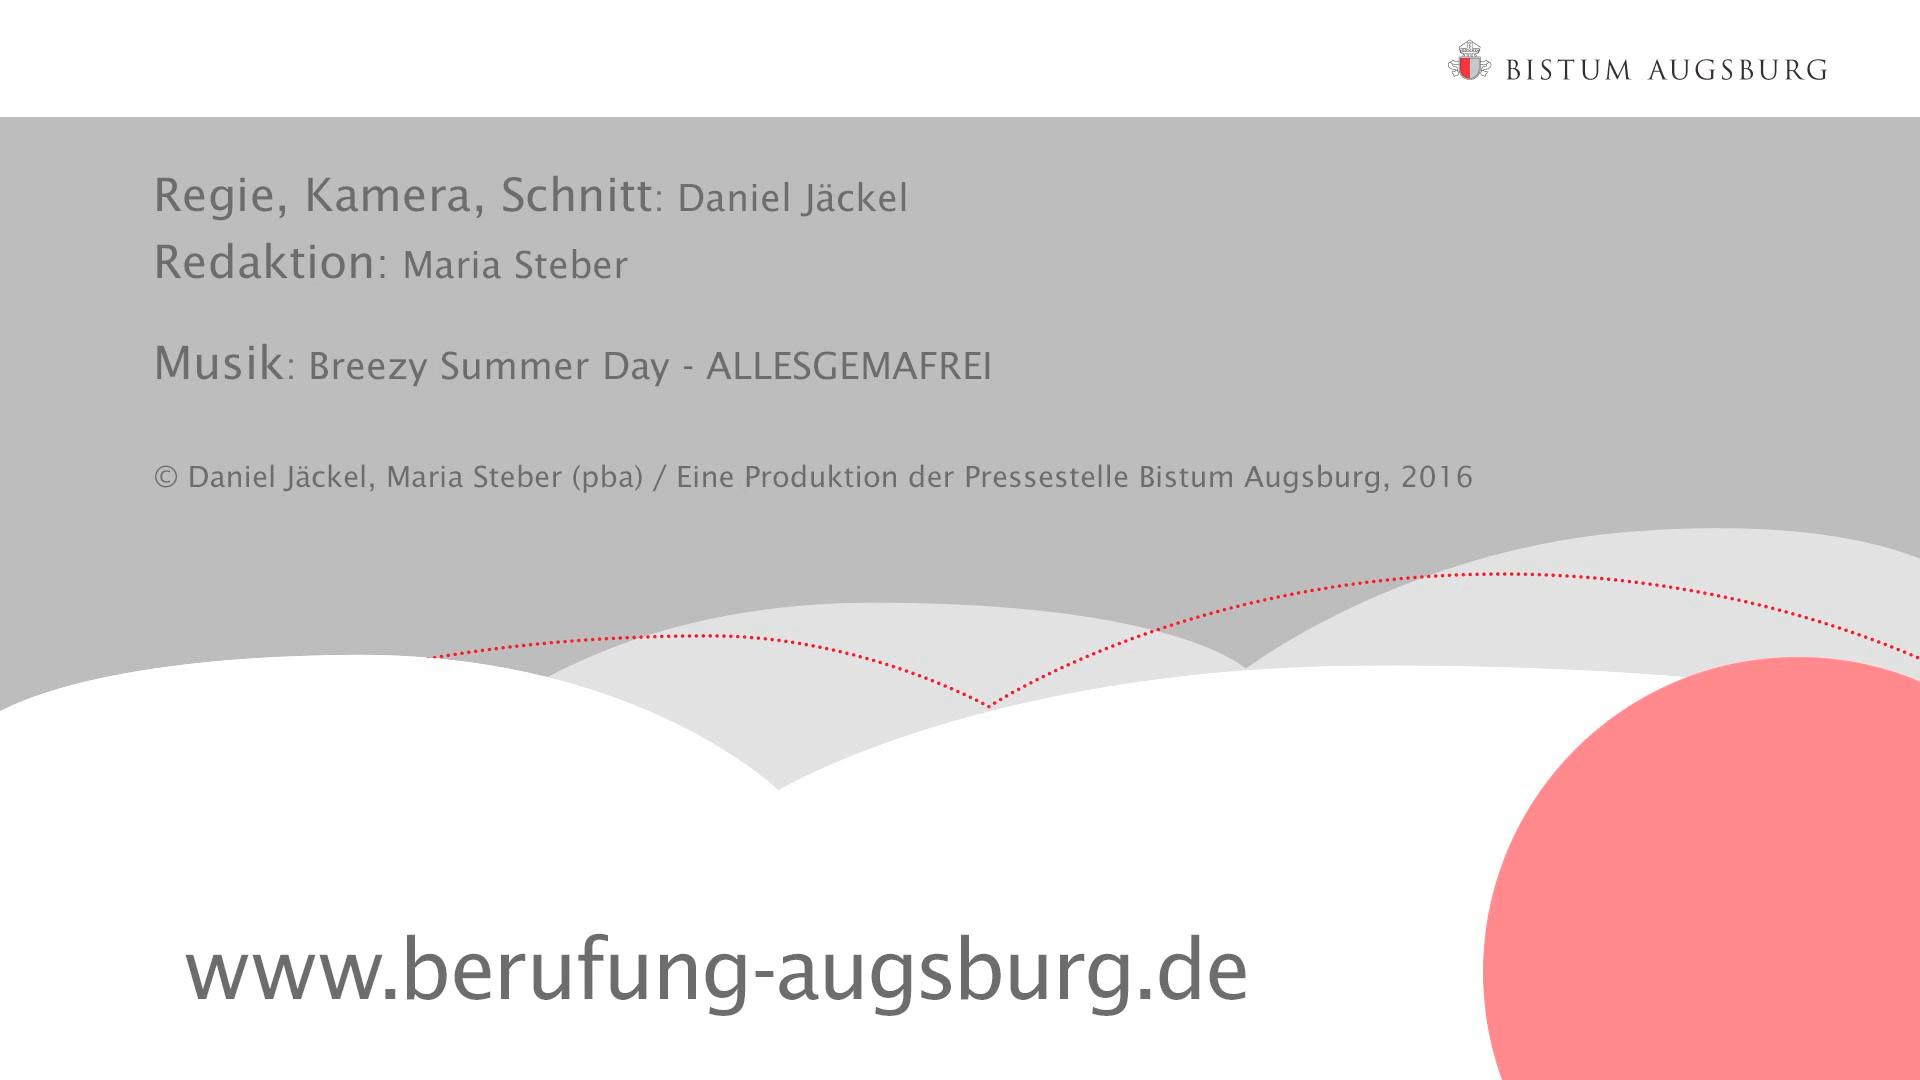 BISTUM AUGSBURG
Regie, Kamera, Schnitt: Daniel Jäckel
Redaktion: Maria Steber
Musik: Breezy Summer Day - ALLESGEMAFREI
© Daniel Jäckel, Maria Steber (pba) / Eine Produktion der Pressestelle Bistum Augsburg, 2016
www.berufung-augsburg.de